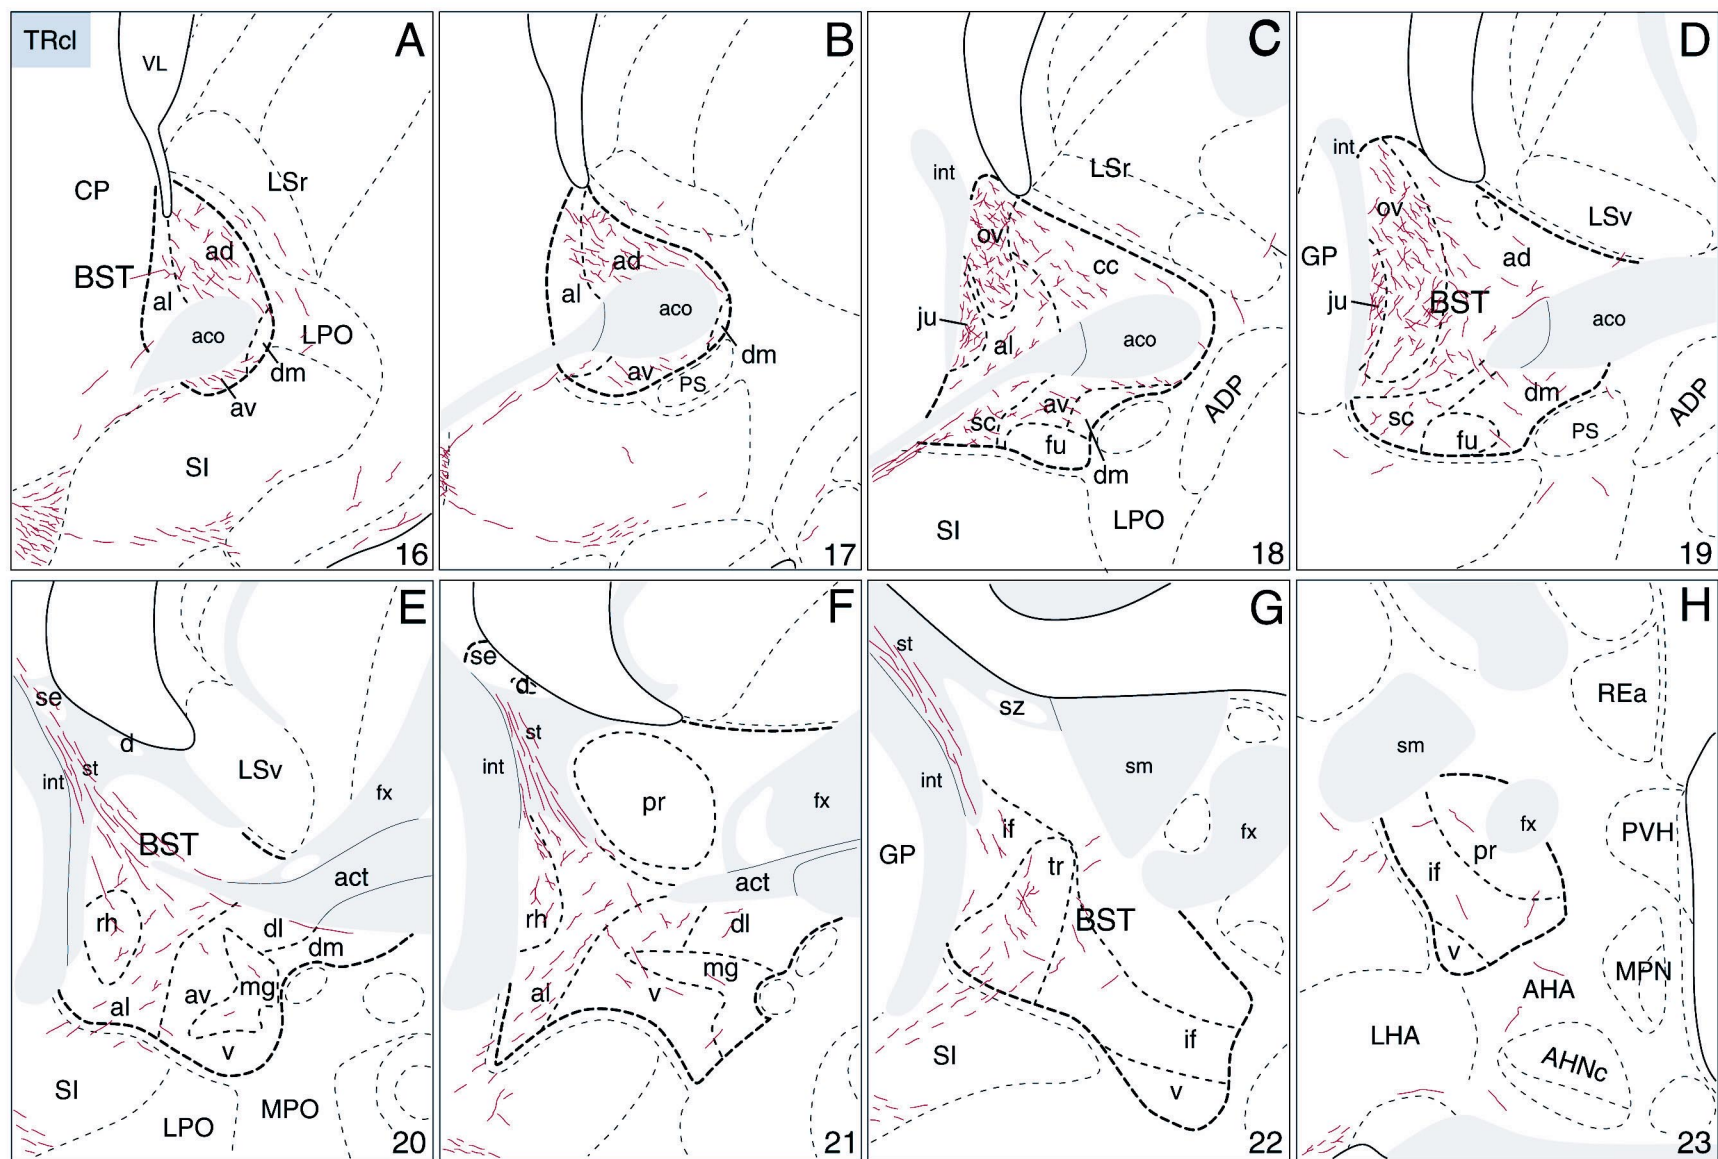 TRcl
A
VL
LSr
CP
ad
BST
al
aco
LPO
dm
av
SI
16
B
ad
al
aco
dm
av
PS
17
C
int
LSr
ov
cc
ju
al
aco
ADP
av
sc
fu
dm
SI
LPO
18
D
int
ov
LSv
GP
ad
ju
BST
aco
dm
ADP
sc
fu
PS
19
E
se
d
st
int
LSv
fx
BST
act
rh
dl
dm
av
mg
al
v
SI
LPO
MPO
20
F
se
d
st
int
pr
fx
act
rh
dl
mg
al
v
21
G
st
sz
int
sm
if
fx
GP
tr
BST
if
SI
v
22
H
REa
sm
fx
PVH
pr
if
v
MPN
AHA
LHA
AHNc
23